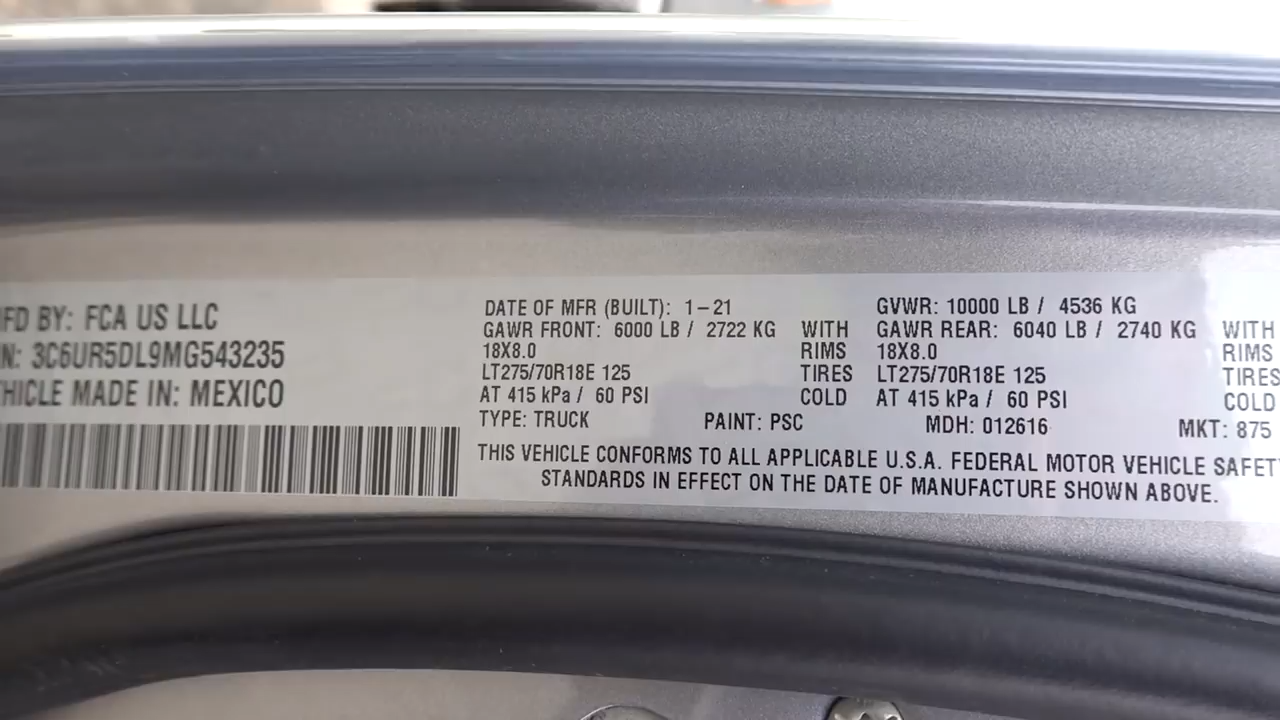 MFD BY: FCA US LLC
VIN: 3C6UR5DL9MG543235
VEHICLE MADE IN: MEXICO
DATE OF MFR (BUILT): 1-21 GVWR: 10000 LB / 4536 KG
GAWR FRONT: 6000 LB / 2722 KG WITH GAWR REAR: 6040 LB / 2740 KG WITH
18X8.0 RIMS 18X8.0 RIMS
LT275/70R18E 125 TIRES LT275/70R18E 125 TIRES
AT 415 kPa / 60 PSI COLD AT 415 kPa / 60 PSI COLD
TYPE: TRUCK PAINT: PSC MDH: 012616 MKT: 875
THIS VEHICLE CONFORMS TO ALL APPLICABLE U.S.A. FEDERAL MOTOR VEHICLE SAFETY
STANDARDS IN EFFECT ON THE DATE OF MANUFACTURE SHOWN ABOVE.